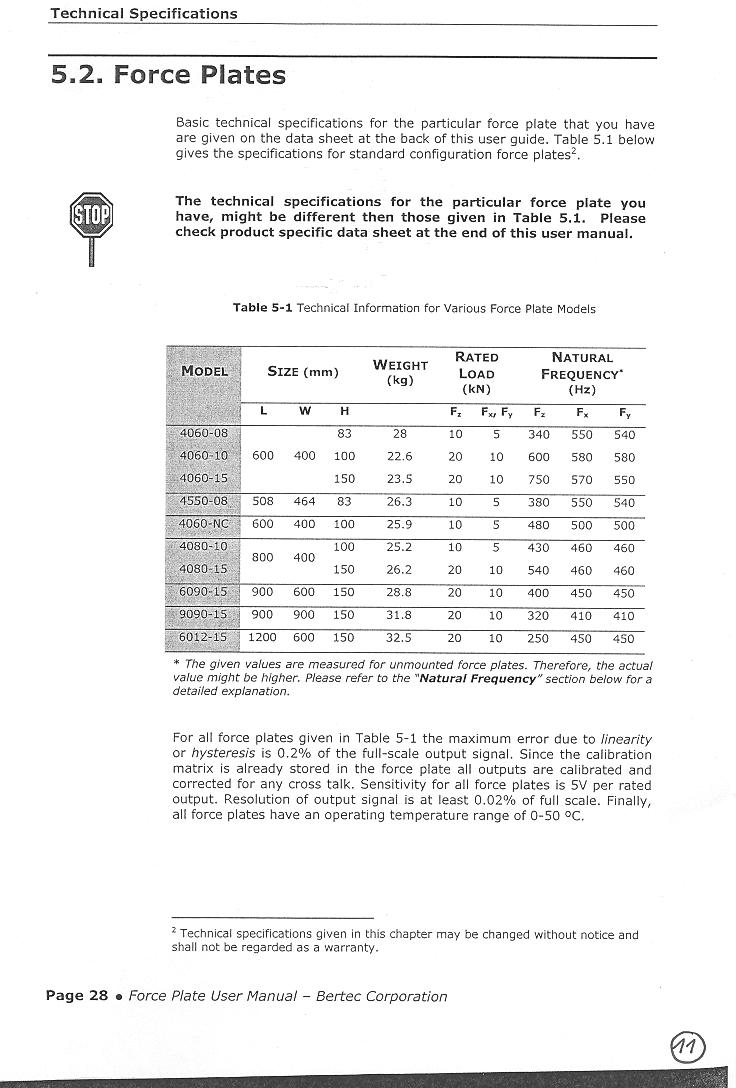 Technical Specifications
5.2. Force Plates
Basic technical specifications for the particular force plate that you have
are given on the data sheet at the back of this user guide. Table 5.1 below
gives the specifications for standard configuration force plates².
STOP
The technical specifications for the particular force plate you
have, might be different then those given in Table 5.1. Please
check product specific data sheet at the end of this user manual.
Table 5-1 Technical Information for Various Force Plate Models
MODEL SIZE (mm) WEIGHT (kg) RATED LOAD (kN) NATURAL FREQUENCY* (Hz)
L W H Fz Fx, Fy Fz Fx Fy
4060-08 83 28 10 5 340 550 540
4060-10 600 400 100 22.6 20 10 600 580 580
4060-15 150 23.5 20 10 750 570 550
4550-08 508 464 83 26.3 10 5 380 550 540
4060-NC 600 400 100 25.9 10 5 480 500 500
4080-10 100 25.2 10 5 430 460 460
800 400
4080-15 150 26.2 20 10 540 460 460
6090-15 900 600 150 28.8 20 10 400 450 450
9090-15 900 900 150 31.8 20 10 320 410 410
6012-15 1200 600 150 32.5 20 10 250 450 450
* The given values are measured for unmounted force plates. Therefore, the actual
value might be higher. Please refer to the "Natural Frequency" section below for a
detailed explanation.
For all force plates given in Table 5-1 the maximum error due to linearity
or hysteresis is 0.2% of the full-scale output signal. Since the calibration
matrix is already stored in the force plate all outputs are calibrated and
corrected for any cross talk. Sensitivity for all force plates is 5V per rated
output. Resolution of output signal is at least 0.02% of full scale. Finally,
all force plates have an operating temperature range of 0-50 ºC.
² Technical specifications given in this chapter may be changed without notice and
shall not be regarded as a warranty.
Page 28 • Force Plate User Manual – Bertec Corporation
11